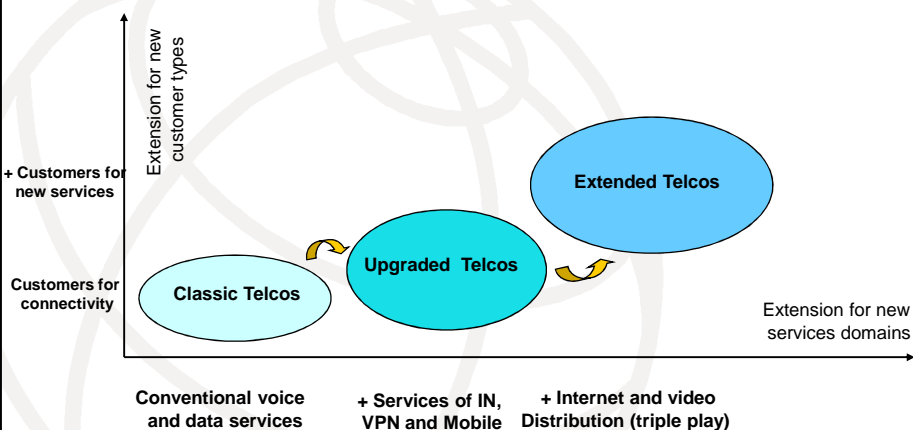 Extension for new
customer types
+ Customers for
new services
Extended Telcos
Upgraded Telcos
Customers for
connectivity
Classic Telcos
Extension for new
services domains
Conventional voice
and data services
+ Services of IN,
VPN and Mobile
+ Internet and video
Distribution (triple play)